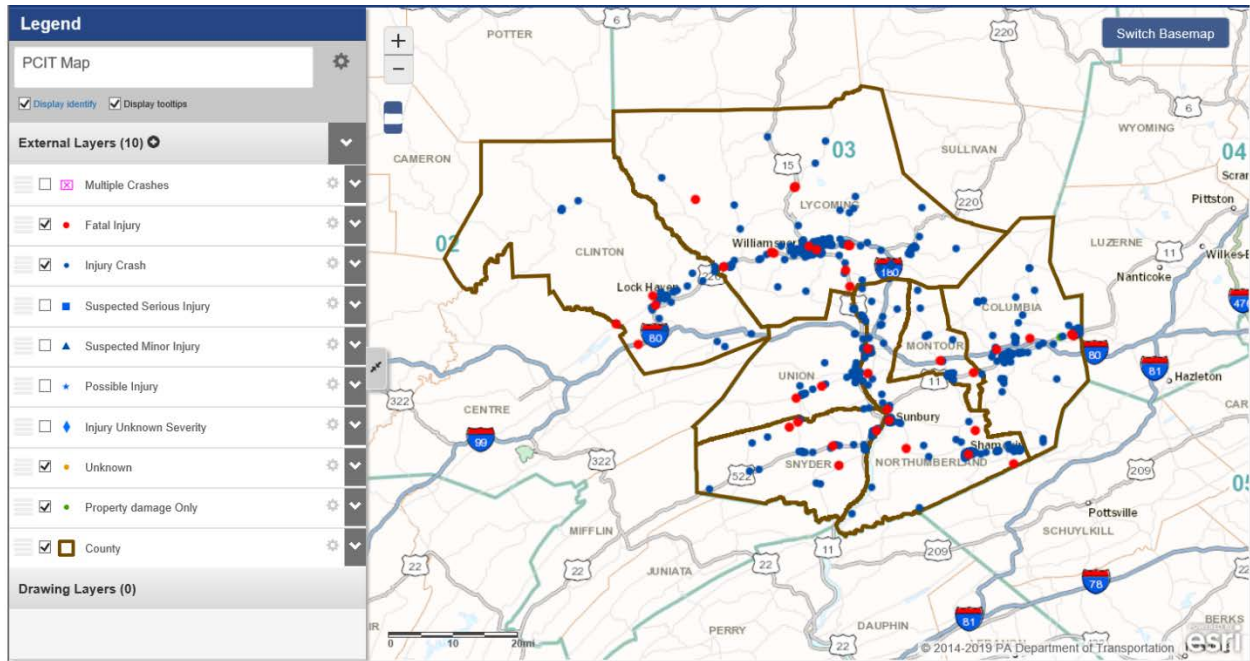 Legend
PCIT Map
Display identify
Display tooltips
External Layers (10)
Multiple Crashes
Fatal Injury
Injury Crash
Suspected Serious Injury
Suspected Minor Injury
Possible Injury
Injury Unknown Severity
Unknown
Property damage Only
County
Drawing Layers (0)
+
−
Switch Basemap
6
POTTER
220
6
WYOMING
CAMERON
15
03
SULLIVAN
04
Scran
Pittston
LYCOMING
220
02
CLINTON
Williamspor
LUZERNE
11
Wilkes-B
180
Nanticoke
220
Lock Haven
COLUMBIA
476
80
MONTOUR
80
81
Hazleton
UNION
11
322
CENTRE
Sunbury
CAR
99
322
Shamokin
SNYDER
NORTHUMBERLAND
522
209
05
Pottsville
MIFFLIN
SCHUYLKILL
11
209
22
22
JUNIATA
22
22
78
81
PERRY
DAUPHIN
22
LEBANON
BERKS
0
10
20mi
© 2014-2019 PA Department of Transportation
esri